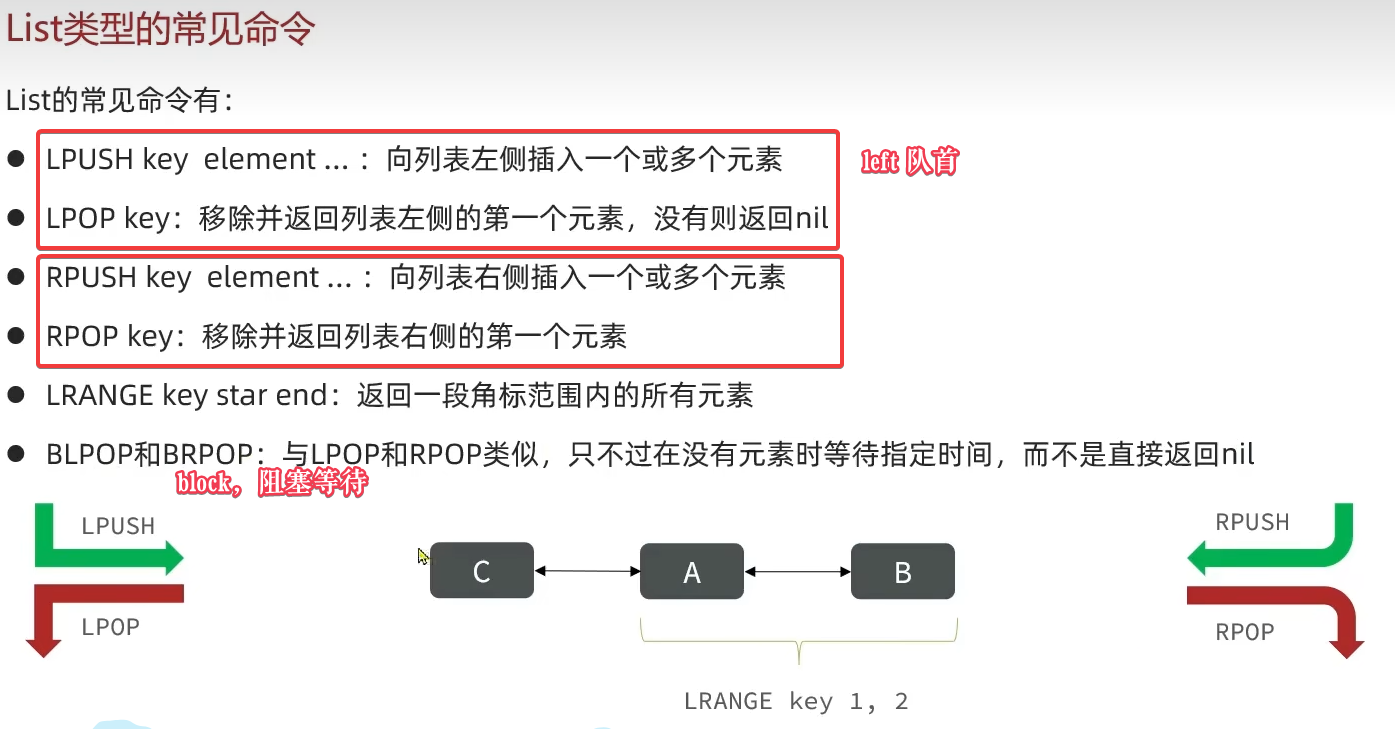 List类型的常见命令
List的常见命令有：
● LPUSH key element ... ：向列表左侧插入一个或多个元素
left 队首
● LPOP key：移除并返回列表左侧的第一个元素，没有则返回nil
● RPUSH key element ... ：向列表右侧插入一个或多个元素
● RPOP key：移除并返回列表右侧的第一个元素
● LRANGE key star end：返回一段角标范围内的所有元素
● BLPOP和BRPOP：与LPOP和RPOP类似，只不过在没有元素时等待指定时间，而不是直接返回nil
block，阻塞等待
LPUSH
RPUSH
C
A
B
LPOP
RPOP
LRANGE key 1, 2